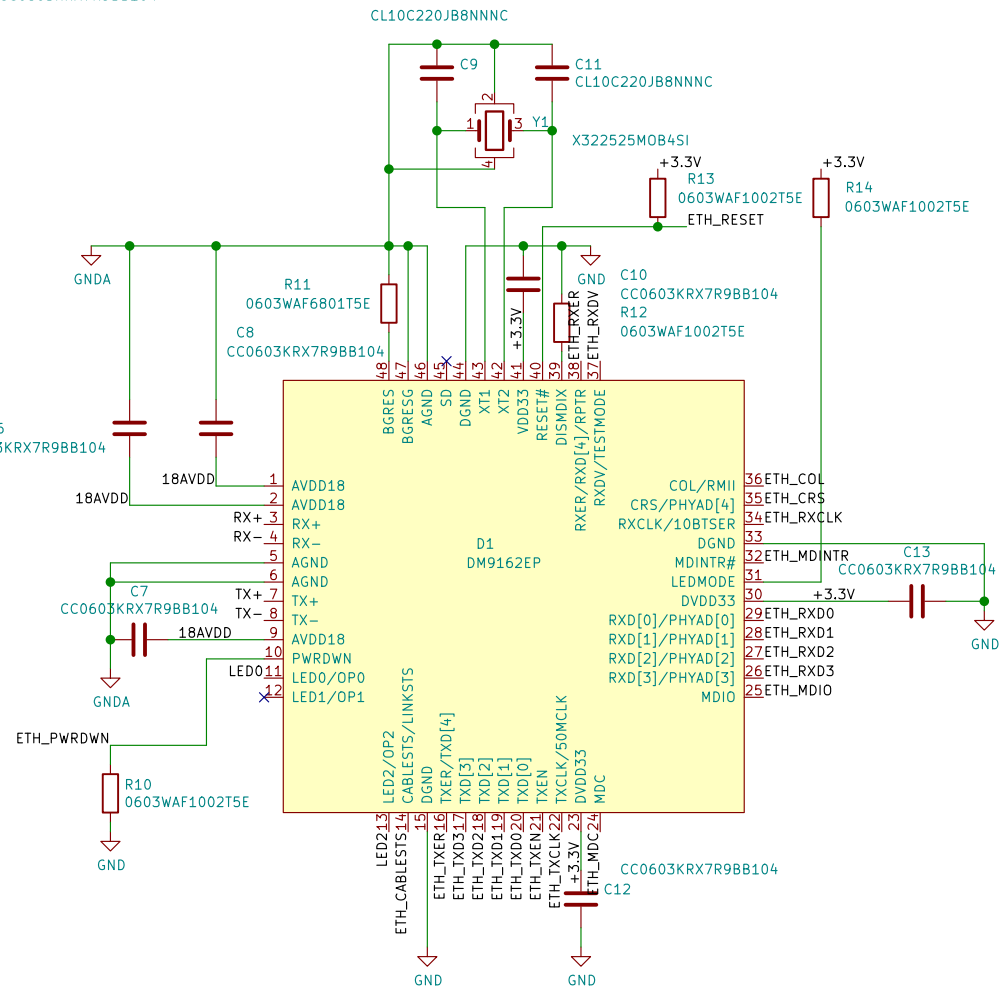 CL10C220JB8NNNC
C9
C11
CL10C220JB8NNNC
2
1
3
Y1
4
X322525MOB4SI
+3.3V
R13
0603WAF1002T5E
ETH_RESET
+3.3V
R14
0603WAF1002T5E
GNDA
GND
R11
0603WAF6801T5E
C8
CC0603KRX7R9BB104
C10
CC0603KRX7R9BB104
R12
0603WAF1002T5E
+3.3V
ETH_RXER
ETH_RXDV
48
47
46
45
44
43
42
41
40
39
38
37
BGRES
BGRESG
AGND
SD
DGND
XT1
XT2
VDD33
RESET#
DISMDIX
RXER/RXD[4]/RPTR
RXDV/TESTMODE
3KRX7R9BB104
18AVDD 1 AVDD18
18AVDD 2 AVDD18
RX+ 3 RX+
RX- 4 RX-
5 AGND
6 AGND
TX+ 7 TX+
TX- 8 TX-
18AVDD 9 AVDD18
10 PWRDWN
LED0 11 LED0/OP0
12 LED1/OP1
C7
CC0603KRX7R9BB104
GNDA
ETH_PWRDWN
R10
0603WAF1002T5E
GND
D1
DM9162EP
COL/RMII 36 ETH_COL
CRS/PHYAD[4] 35 ETH_CRS
RXCLK/10BTSER 34 ETH_RXCLK
DGND 33
MDINTR# 32 ETH_MDINTR
LEDMODE 31
DVDD33 30 +3.3V
RXD[0]/PHYAD[0] 29 ETH_RXD0
RXD[1]/PHYAD[1] 28 ETH_RXD1
RXD[2]/PHYAD[2] 27 ETH_RXD2
RXD[3]/PHYAD[3] 26 ETH_RXD3
MDIO 25 ETH_MDIO
C13
CC0603KRX7R9BB104
GND
LED2/OP2
CABLESTS/LINKSTS
DGND
TXER/TXD[4]
TXD[3]
TXD[2]
TXD[1]
TXD[0]
TXEN
TXCLK/50MCLK
DVDD33
MDC
13
14
15
16
17
18
19
20
21
22
23
24
LED2
ETH_CABLESTS
ETH_TXER
ETH_TXD3
ETH_TXD2
ETH_TXD1
ETH_TXD0
ETH_TXEN
ETH_TXCLK
+3.3V
ETH_MDC
CC0603KRX7R9BB104
C12
GND
GND